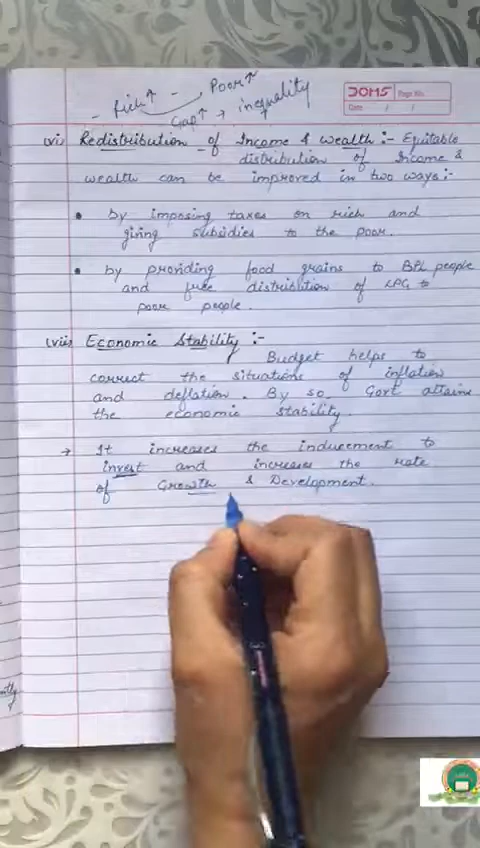 - Rich↑ - Poor↑
Gap↑ → inequality
DOMS Page No.
Date / /
(vi) Redistribution of Income & Wealth :- Equitable
distribution of Income &
wealth can be improved in two ways:-
• by imposing taxes on rich and
giving subsidies to the poor.
• by providing food grains to BPL people
and free distribution of LPG to
poor people.
(vii) Economic Stability :-
Budget helps to
correct the situations of inflation
and deflation. By so Govt attains
the economic stability.
→ It increases the inducement to
invest and increases the rate
of Growth & Development.